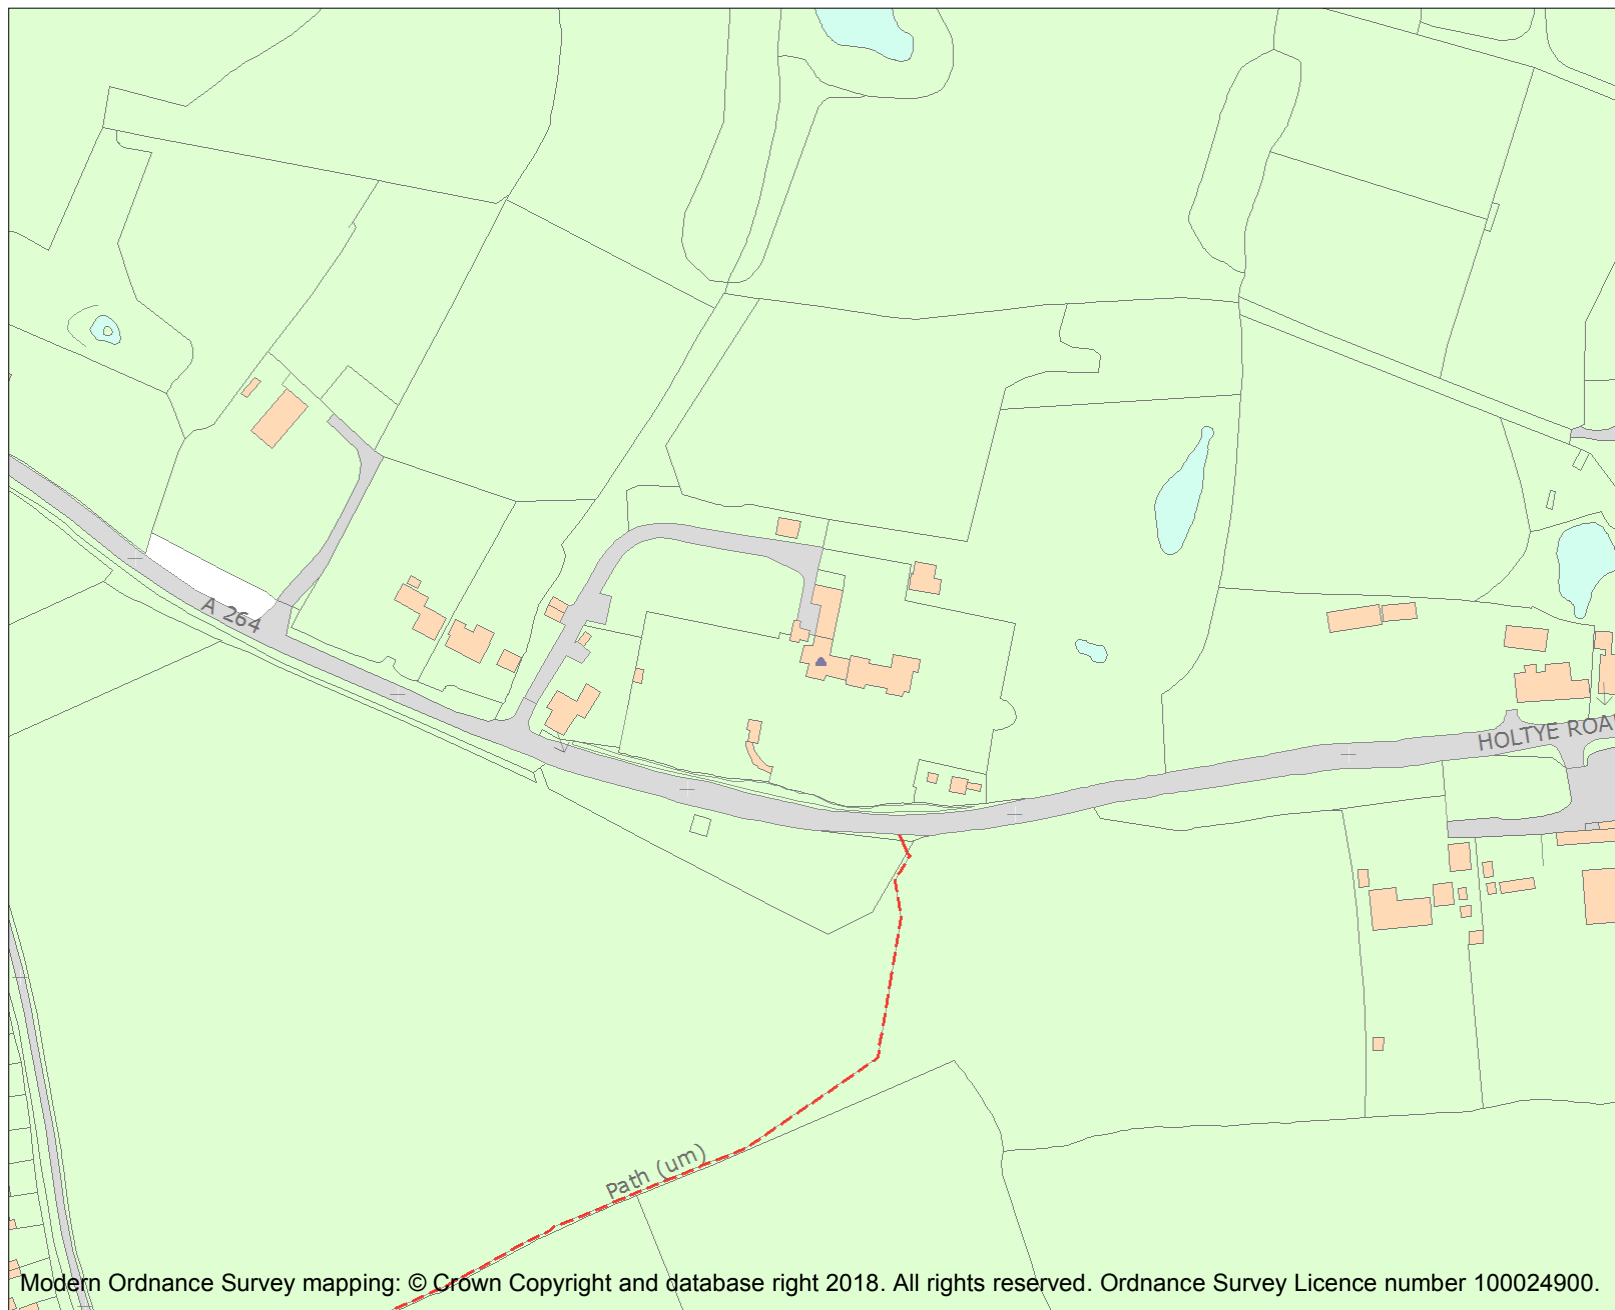 A 264
HOLTYE ROA
Path (um)
Modern Ordnance Survey mapping: © Crown Copyright and database right 2018. All rights reserved. Ordnance Survey Licence number 100024900.